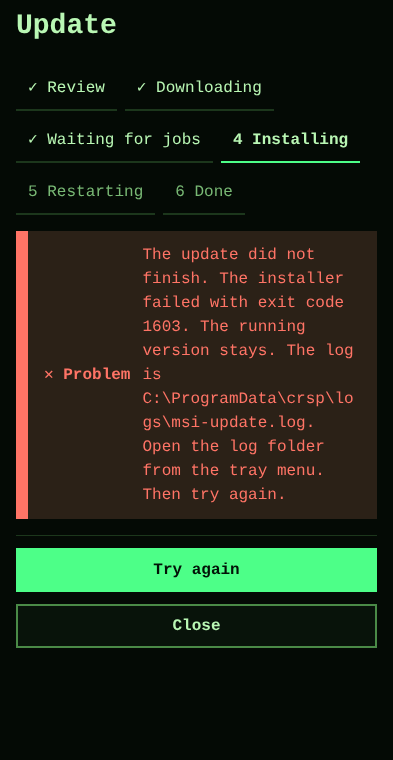 Update
✓ Review ✓ Downloading
✓ Waiting for jobs 4 Installing
5 Restarting 6 Done
The update did not
finish. The installer
failed with exit code
1603. The running
version stays. The log
× Problem is
C:\ProgramData\crsp\lo
gs\msi-update.log.
Open the log folder
from the tray menu.
Then try again.
Try again
Close